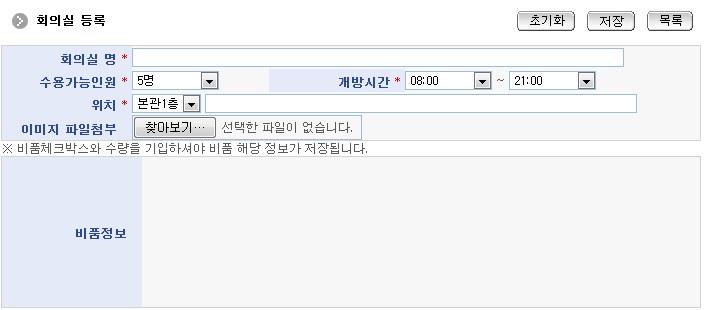 회의실 등록 초기화 저장 목록
회의실 명 *
수용가능인원 * 5명 개방시간 * 08:00 ~ 21:00
위치 * 본관1층
이미지 파일첨부 찾아보기… 선택한 파일이 없습니다.
※ 비품체크박스와 수량을 기입하셔야 비품 해당 정보가 저장됩니다.
비품정보